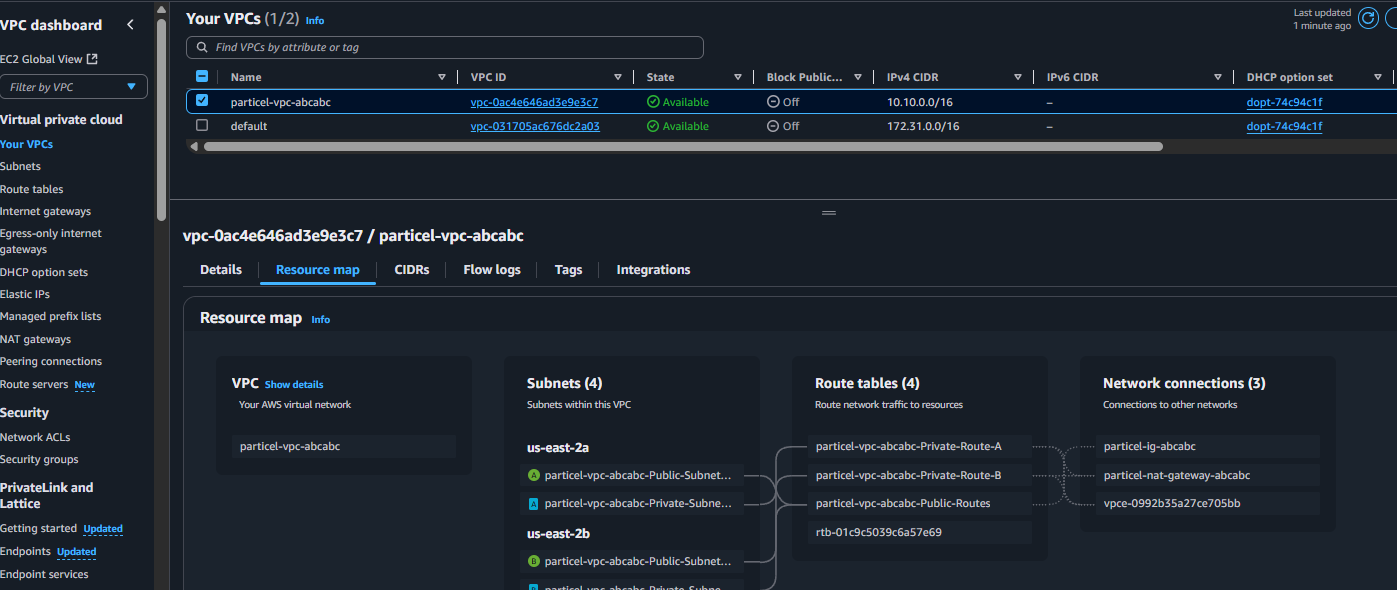 VPC dashboard
EC2 Global View
Filter by VPC
Virtual private cloud
Your VPCs
Subnets
Route tables
Internet gateways
Egress-only internet
gateways
DHCP option sets
Elastic IPs
Managed prefix lists
NAT gateways
Peering connections
Route servers New
Security
Network ACLs
Security groups
PrivateLink and
Lattice
Getting started Updated
Endpoints Updated
Endpoint services
Your VPCs (1/2) Info
Last updated
1 minute ago
Find VPCs by attribute or tag
Name VPC ID State Block Public... IPv4 CIDR IPv6 CIDR DHCP option set
particel-vpc-abcabc vpc-0ac4e646ad3e9e3c7 Available Off 10.10.0.0/16 – dopt-74c94c1f
default vpc-031705ac676dc2a03 Available Off 172.31.0.0/16 – dopt-74c94c1f
vpc-0ac4e646ad3e9e3c7 / particel-vpc-abcabc
Details Resource map CIDRs Flow logs Tags Integrations
Resource map Info
VPC Show details
Your AWS virtual network
particel-vpc-abcabc
Subnets (4)
Subnets within this VPC
us-east-2a
A particel-vpc-abcabc-Public-Subnet...
A particel-vpc-abcabc-Private-Subne...
us-east-2b
B particel-vpc-abcabc-Public-Subnet...
B particel-vpc-abcabc-Private-Subne...
Route tables (4)
Route network traffic to resources
particel-vpc-abcabc-Private-Route-A
particel-vpc-abcabc-Private-Route-B
particel-vpc-abcabc-Public-Routes
rtb-01c9c5039c6a57e69
Network connections (3)
Connections to other networks
particel-ig-abcabc
particel-nat-gateway-abcabc
vpce-0992b35a27ce705bb